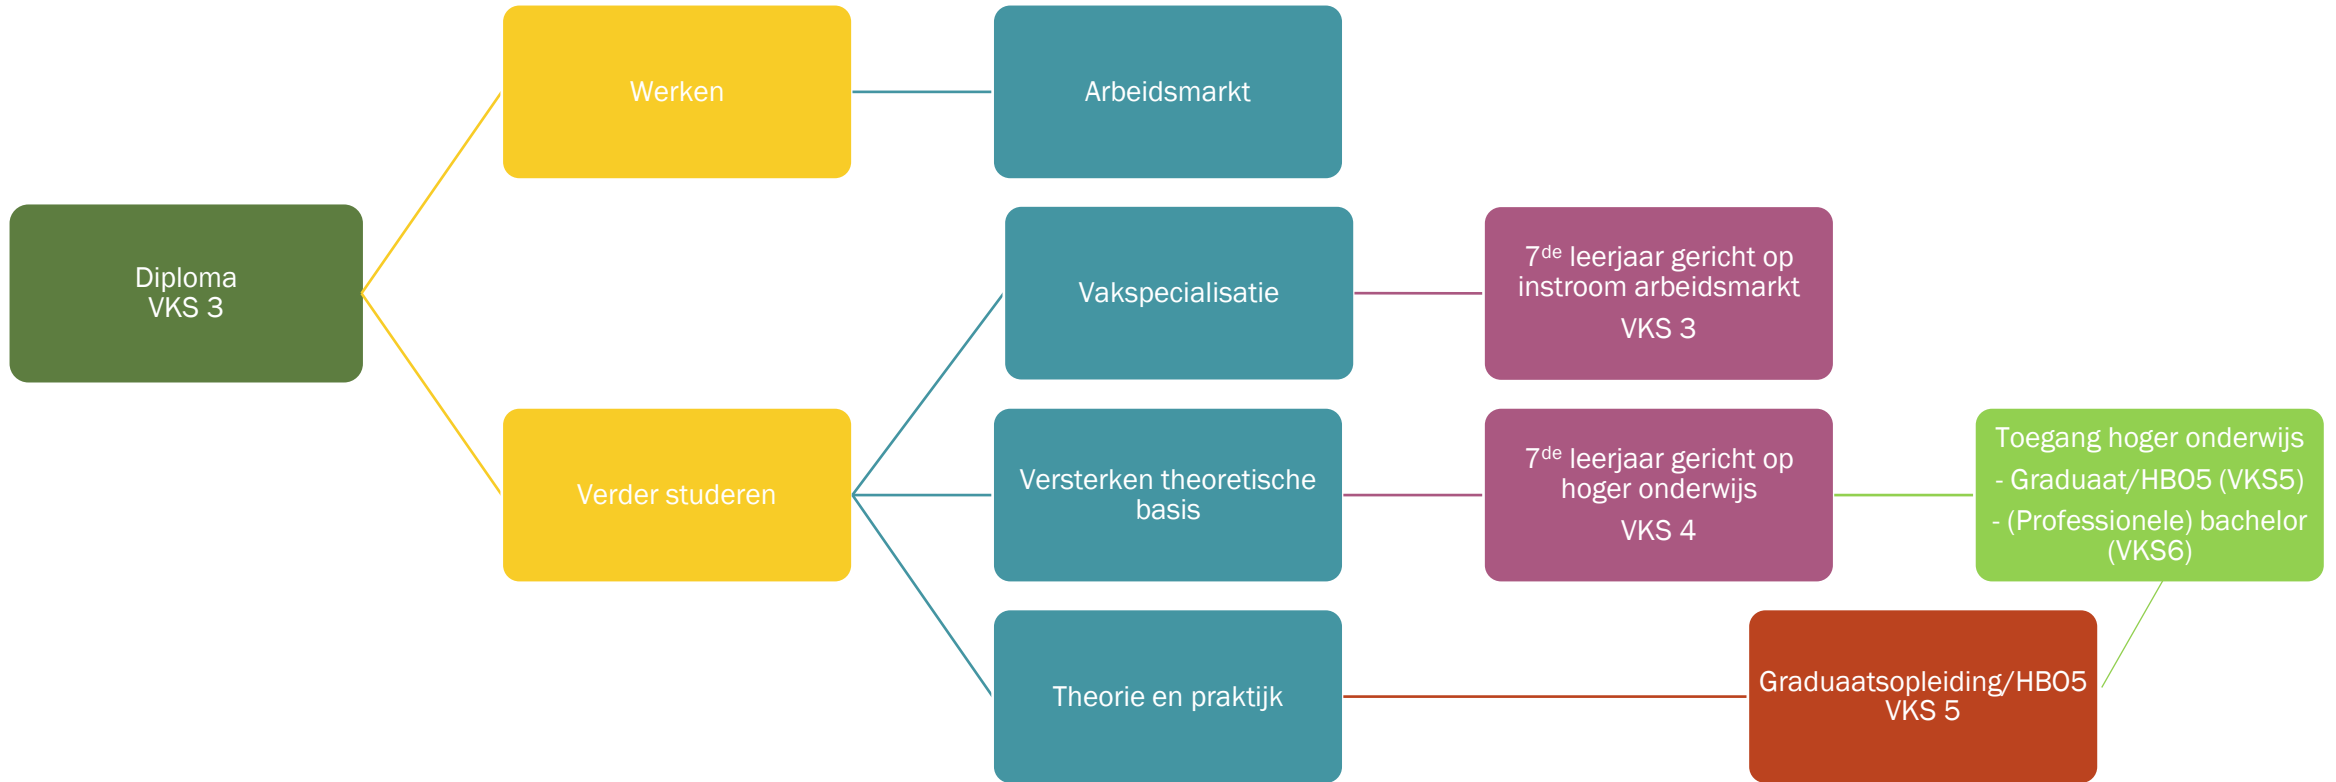 Werken
Arbeidsmarkt
Diploma
VKS 3
Vakspecialisatie
7de leerjaar gericht op
instroom arbeidsmarkt
VKS 3
Verder studeren
Versterken theoretische
basis
7de leerjaar gericht op
hoger onderwijs
VKS 4
Toegang hoger onderwijs
- Graduaat/HBO5 (VKS5)
- (Professionele) bachelor
(VKS6)
Theorie en praktijk
Graduaatsopleiding/HBO5
VKS 5